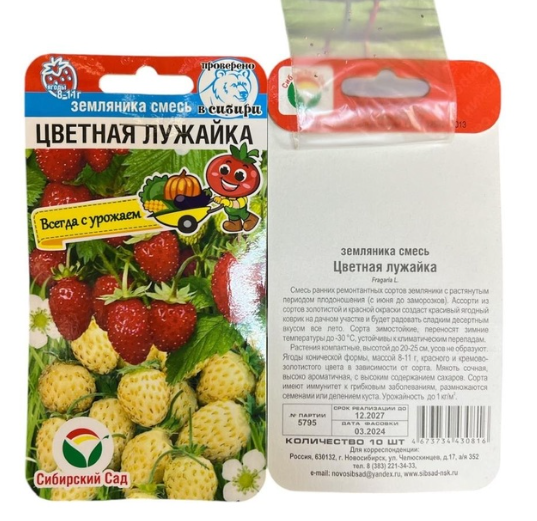 ягоды
8-11г
проверено
в сибири
земляника смесь
ЦВЕТНАЯ ЛУЖАЙКА
Всегда с урожаем
Сибирский Сад
земляника смесь
Цветная лужайка
Fragaria L.
Смесь ранних ремонтантных сортов земляники с растянутым
периодом плодоношения (с июня до заморозков). Ассорти из
сортов золотистой и красной окраски создаст красивый ягодный
коврик на дачном участке и будет радовать сладким десертным
вкусом все лето. Сорта зимостойкие, переносят зимние
температуры до -30 °С, устойчивы к климатическим перепадам.
Растения компактные, высотой до 20-25 см, усов не образуют.
Ягоды конической формы, массой 8-11 г, красного и кремово-
золотистого цвета в зависимости от сорта. Мякоть сочная,
высоко ароматичная, с высоким содержанием сахаров. Сорта
имеют иммунитет к грибковым заболеваниям, размножаются
семенами или делением куста. Урожайность до 1 кг/м².
№ ПАРТИИ
5795
СРОК РЕАЛИЗАЦИИ ДО
12.2027
ДАТА ФАСОВКИ
03.2024
КОЛИЧЕСТВО 10 ШТ
4 673734 430816
Для корреспонденции:
Россия, 630132, г. Новосибирск, ул. Челюскинцев, д.17, а/я 352
тел. 8 (383) 221-34-33,
e-mail: novosibsad@yandex.ru, www.sibsad-nsk.ru